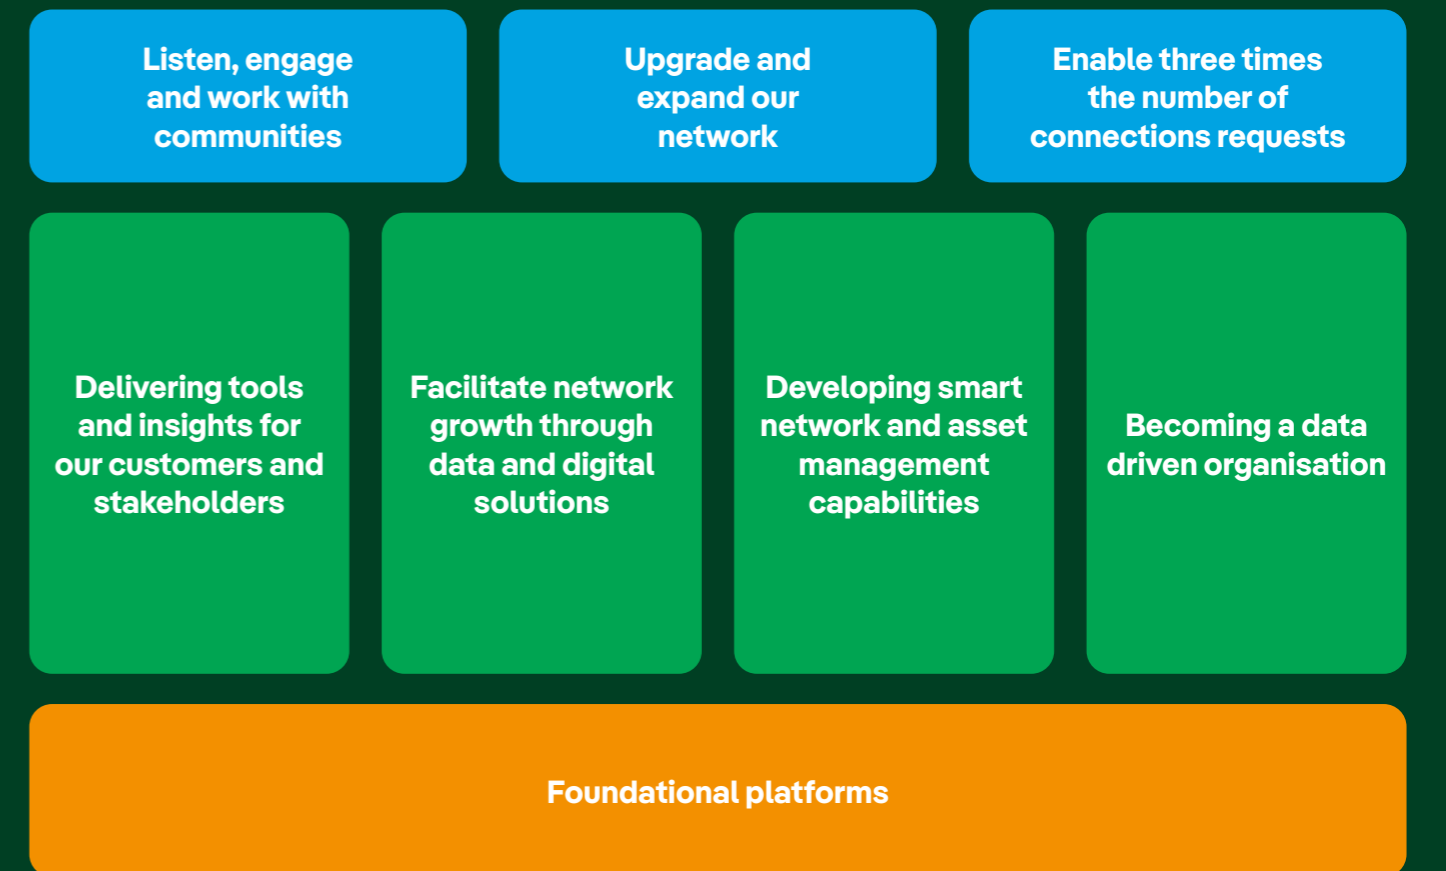 Listen, engage
and work with
communities
Upgrade and
expand our
network
Enable three times
the number of
connections requests
Delivering tools
and insights for
our customers and
stakeholders
Facilitate network
growth through
data and digital
solutions
Developing smart
network and asset
management
capabilities
Becoming a data
driven organisation
Foundational platforms